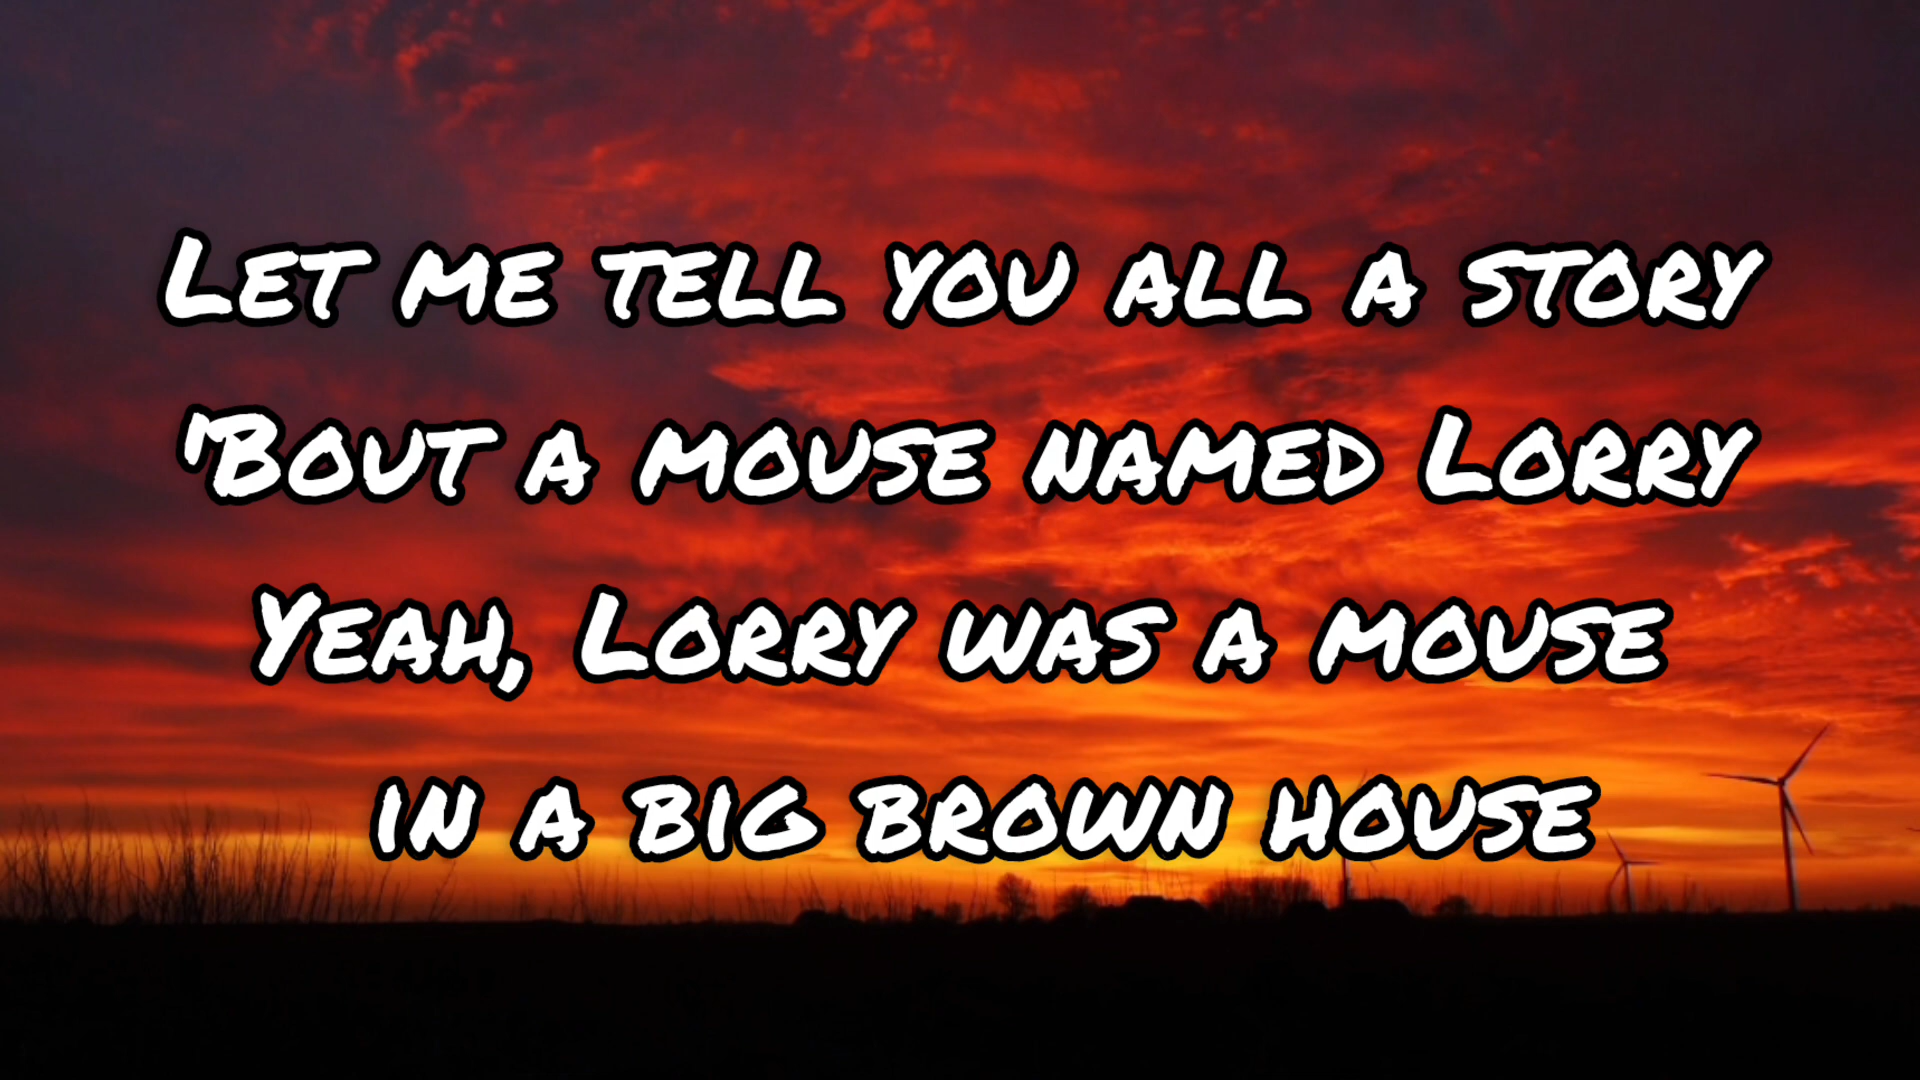 Let me tell you all a story
'Bout a mouse named Lorry
Yeah, Lorry was a mouse
in a big brown house